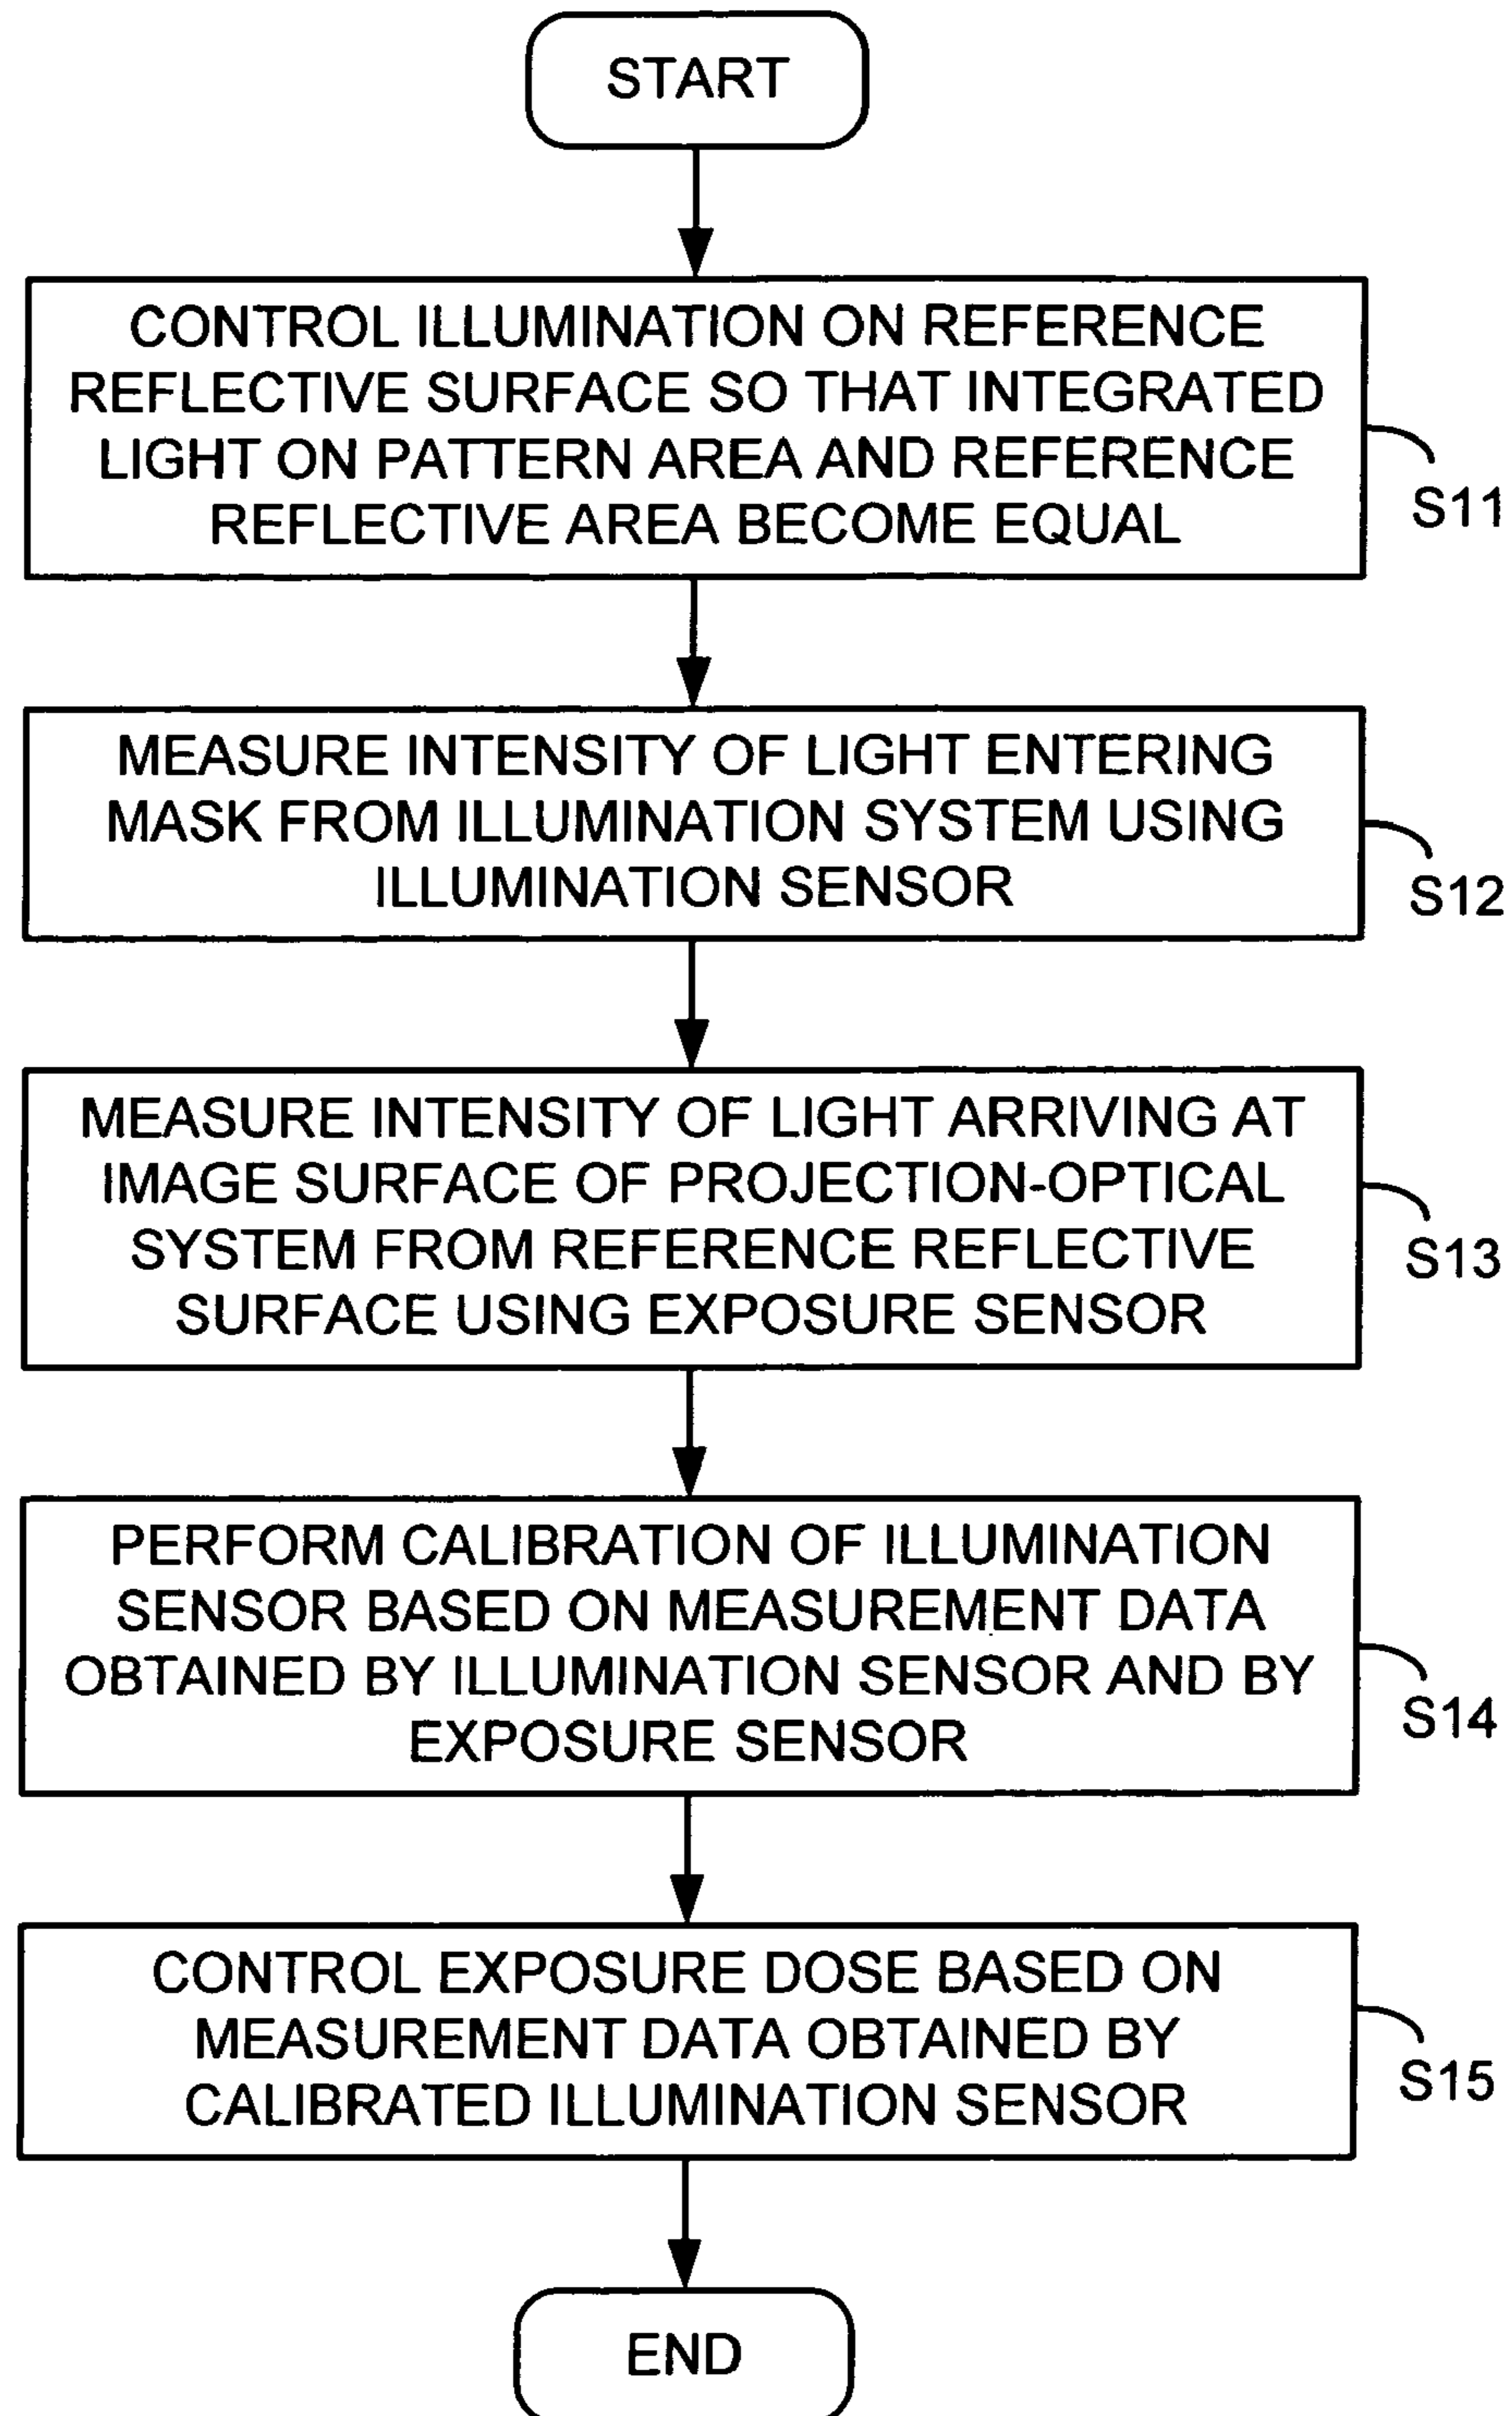 START
CONTROL ILLUMINATION ON REFERENCE
REFLECTIVE SURFACE SO THAT INTEGRATED
LIGHT ON PATTERN AREA AND REFERENCE
REFLECTIVE AREA BECOME EQUAL
S11
MEASURE INTENSITY OF LIGHT ENTERING
MASK FROM ILLUMINATION SYSTEM USING
ILLUMINATION SENSOR
S12
MEASURE INTENSITY OF LIGHT ARRIVING AT
IMAGE SURFACE OF PROJECTION-OPTICAL
SYSTEM FROM REFERENCE REFLECTIVE
SURFACE USING EXPOSURE SENSOR
S13
PERFORM CALIBRATION OF ILLUMINATION
SENSOR BASED ON MEASUREMENT DATA
OBTAINED BY ILLUMINATION SENSOR AND BY
EXPOSURE SENSOR
S14
CONTROL EXPOSURE DOSE BASED ON
MEASUREMENT DATA OBTAINED BY
CALIBRATED ILLUMINATION SENSOR
S15
END